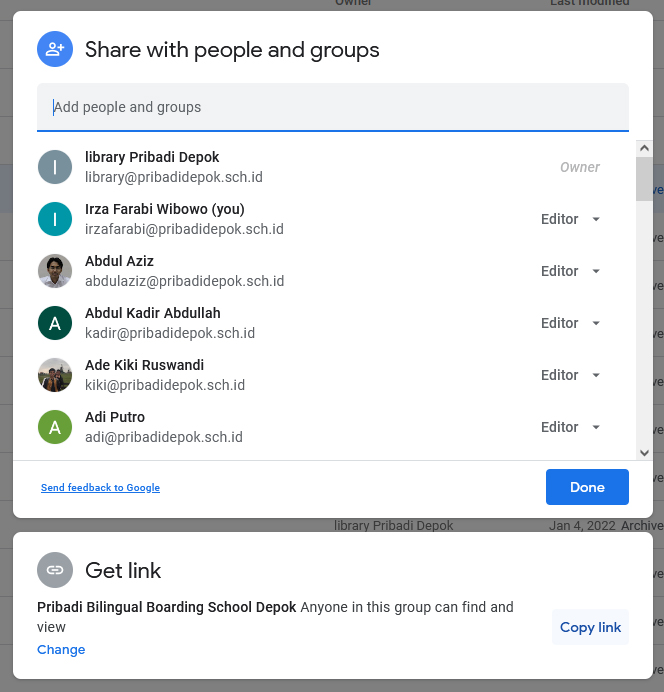 Owner
Last modified
Share with people and groups
Add people and groups
l
library Pribadi Depok
library@pribadidepok.sch.id
Owner
I
Irza Farabi Wibowo (you)
irzafarabi@pribadidepok.sch.id
Editor
Abdul Aziz
abdulaziz@pribadidepok.sch.id
Editor
A
Abdul Kadir Abdullah
kadir@pribadidepok.sch.id
Editor
Ade Kiki Ruswandi
kiki@pribadidepok.sch.id
Editor
A
Adi Putro
adi@pribadidepok.sch.id
Editor
Send feedback to Google
Done
library Pribadi Depok Jan 4, 2022 Archive
Get link
Pribadi Bilingual Boarding School Depok Anyone in this group can find and
view
Copy link
Change